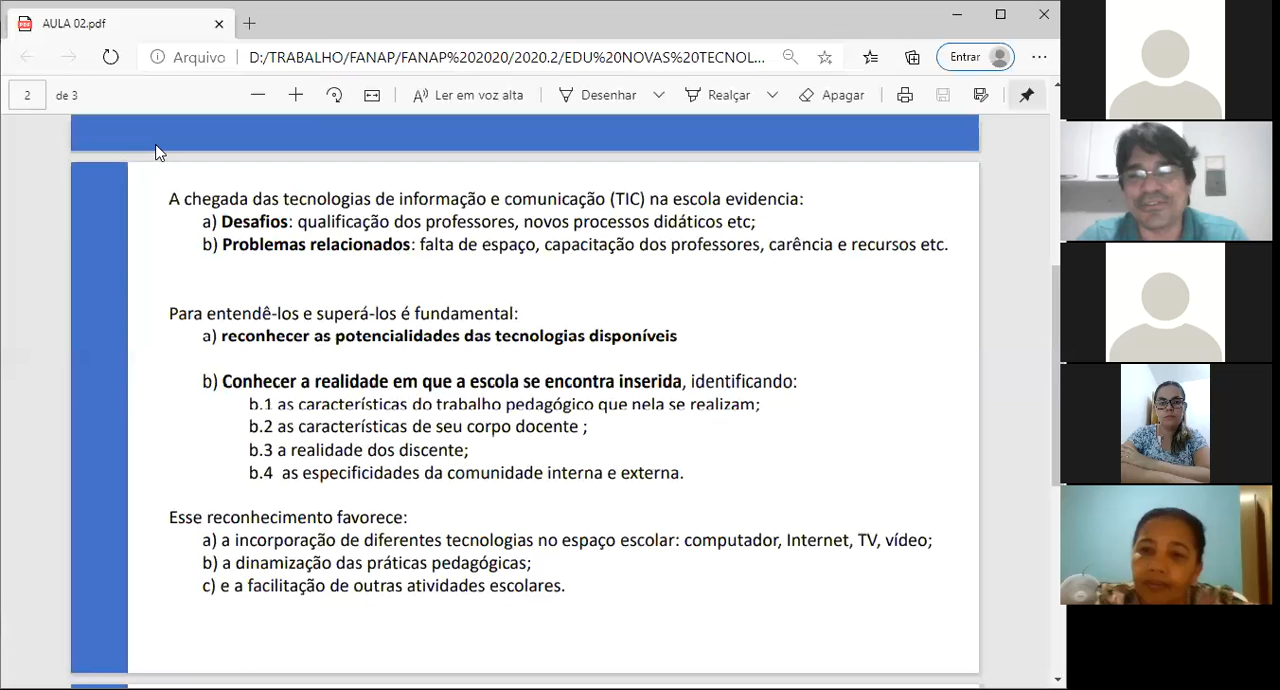 AULA 02.pdf
Arquivo
D:/TRABALHO/FANAP/FANAP%202020/2020.2/EDU%20NOVAS%20TECNOL...
Entrar
2 de 3
Ler em voz alta
Desenhar
Realçar
Apagar
A chegada das tecnologias de informação e comunicação (TIC) na escola evidencia:
a) Desafios: qualificação dos professores, novos processos didáticos etc;
b) Problemas relacionados: falta de espaço, capacitação dos professores, carência e recursos etc.
Para entendê-los e superá-los é fundamental:
a) reconhecer as potencialidades das tecnologias disponíveis
b) Conhecer a realidade em que a escola se encontra inserida, identificando:
b.1 as características do trabalho pedagógico que nela se realizam;
b.2 as características de seu corpo docente ;
b.3 a realidade dos discente;
b.4 as especificidades da comunidade interna e externa.
Esse reconhecimento favorece:
a) a incorporação de diferentes tecnologias no espaço escolar: computador, Internet, TV, vídeo;
b) a dinamização das práticas pedagógicas;
c) e a facilitação de outras atividades escolares.